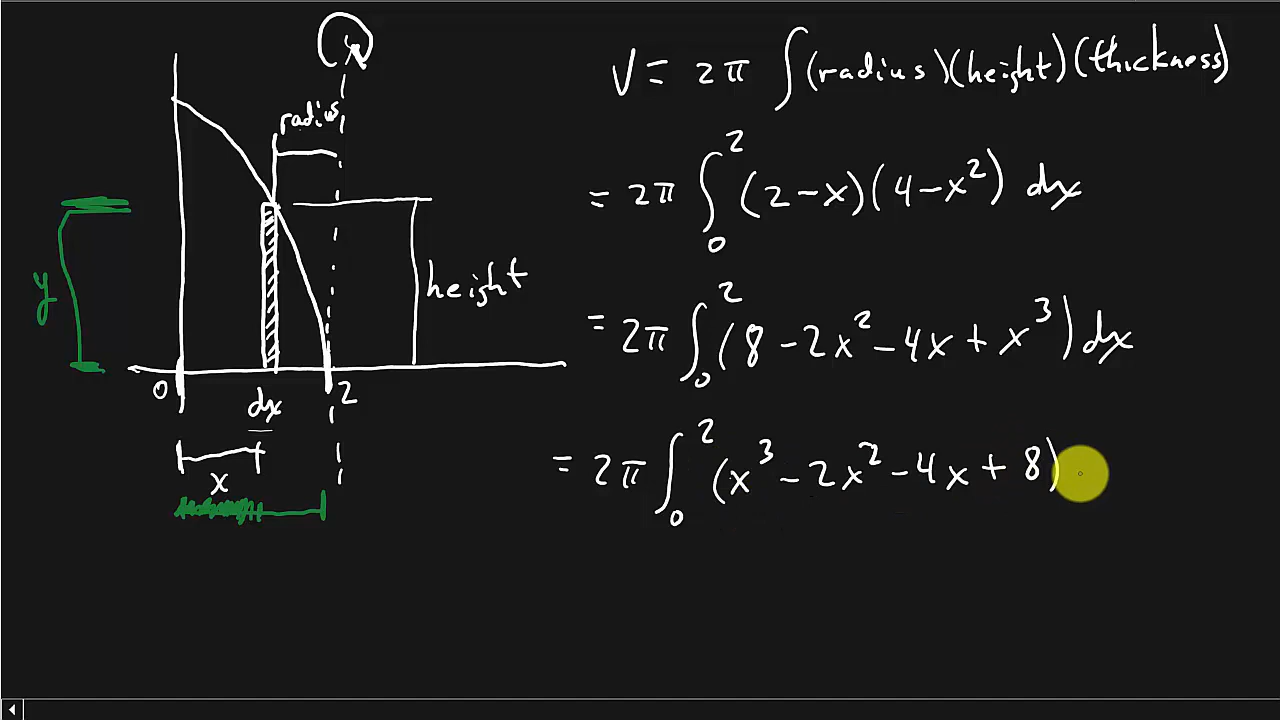 radius
y
height
0
dx
2
x
V = 2π ∫(radius)(height)(thickness)
= 2π ∫₀² (2-x)(4-x²) dx
= 2π ∫₀² (8-2x²-4x+x³) dx
= 2π ∫₀² (x³-2x²-4x+8)